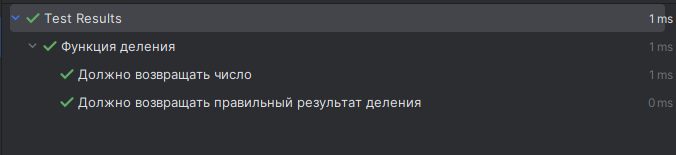 Test Results 1 ms
Функция деления 1 ms
Должно возвращать число 1 ms
Должно возвращать правильный результат деления 0 ms